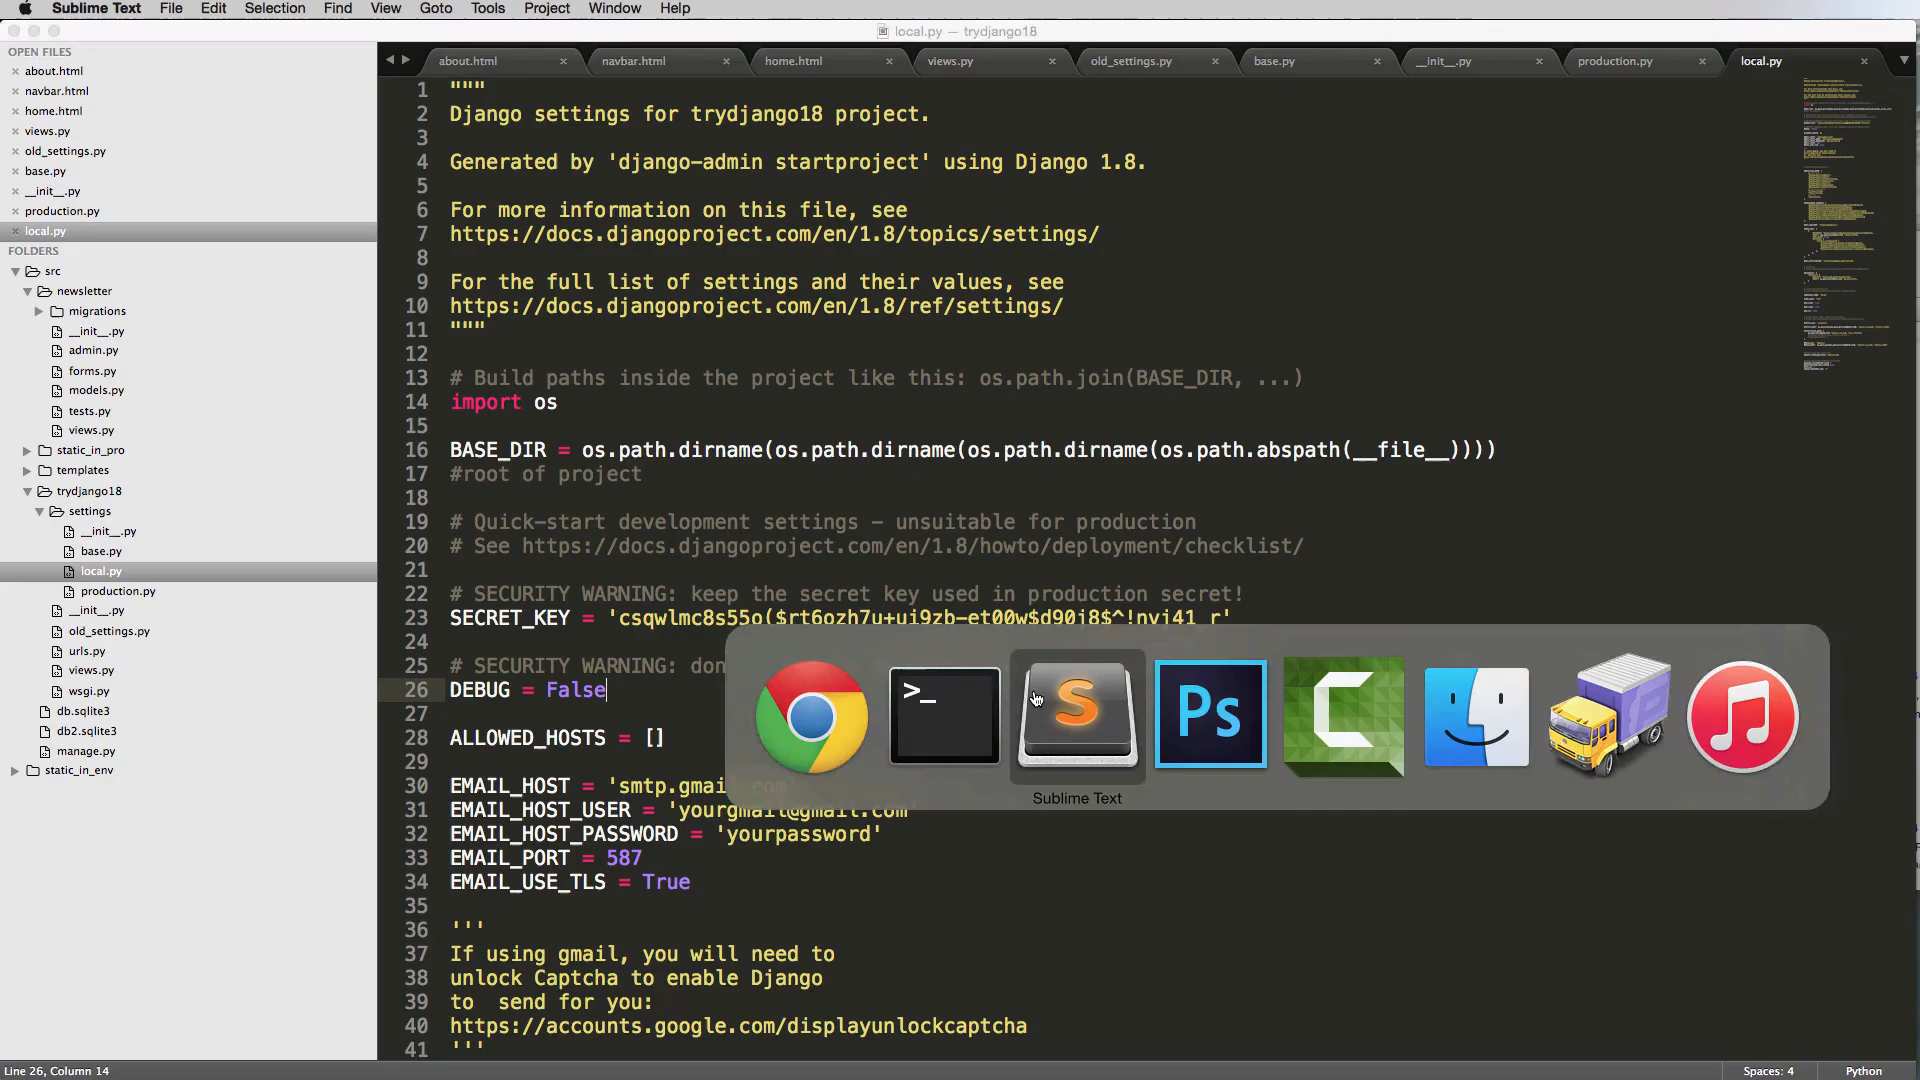 Sublime Text File Edit Selection Find View Goto Tools Project Window Help
local.py — trydjango18
OPEN FILES
about.html
navbar.html
home.html
views.py
old_settings.py
base.py
__init__.py
production.py
local.py
FOLDERS
src
newsletter
migrations
__init__.py
admin.py
forms.py
models.py
tests.py
views.py
static_in_pro
templates
trydjango18
settings
__init__.py
base.py
local.py
production.py
__init__.py
old_settings.py
urls.py
views.py
wsgi.py
db.sqlite3
db2.sqlite3
manage.py
static_in_env
about.html navbar.html home.html views.py old_settings.py base.py __init__.py production.py local.py
1 """
2 Django settings for trydjango18 project.
3
4 Generated by 'django-admin startproject' using Django 1.8.
5
6 For more information on this file, see
7 https://docs.djangoproject.com/en/1.8/topics/settings/
8
9 For the full list of settings and their values, see
10 https://docs.djangoproject.com/en/1.8/ref/settings/
11 """
12
13 # Build paths inside the project like this: os.path.join(BASE_DIR, ...)
14 import os
15
16 BASE_DIR = os.path.dirname(os.path.dirname(os.path.dirname(os.path.abspath(__file__))))
17 #root of project
18
19 # Quick-start development settings - unsuitable for production
20 # See https://docs.djangoproject.com/en/1.8/howto/deployment/checklist/
21
22 # SECURITY WARNING: keep the secret key used in production secret!
23 SECRET_KEY = 'csqwlmc8s55o($rt6ozh7u+ui9zb-et00w$d90j8$^!nvj41_r'
24
25 # SECURITY WARNING: don
26 DEBUG = False
27
28 ALLOWED_HOSTS = []
29
30 EMAIL_HOST = 'smtp.gmail.com'
31 EMAIL_HOST_USER = 'yourgmail@gmail.com'
32 EMAIL_HOST_PASSWORD = 'yourpassword'
33 EMAIL_PORT = 587
34 EMAIL_USE_TLS = True
35
36 '''
37 If using gmail, you will need to
38 unlock Captcha to enable Django
39 to  send for you:
40 https://accounts.google.com/displayunlockcaptcha
41 '''
>_ S Ps C
Sublime Text
Line 26, Column 14
Spaces: 4 Python